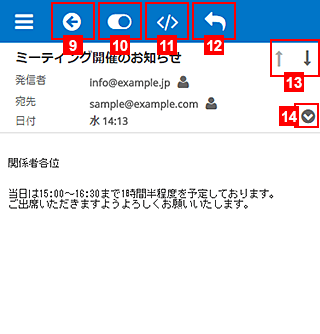 9 10 11 12
ミーティング開催のお知らせ
13
発信者 info@example.jp
宛先 sample@example.com
14
日付 水 14:13
関係者各位
当日は15:00～16:30まで1時間半程度を予定しております。
ご出席いただきますようよろしくお願いいたします。